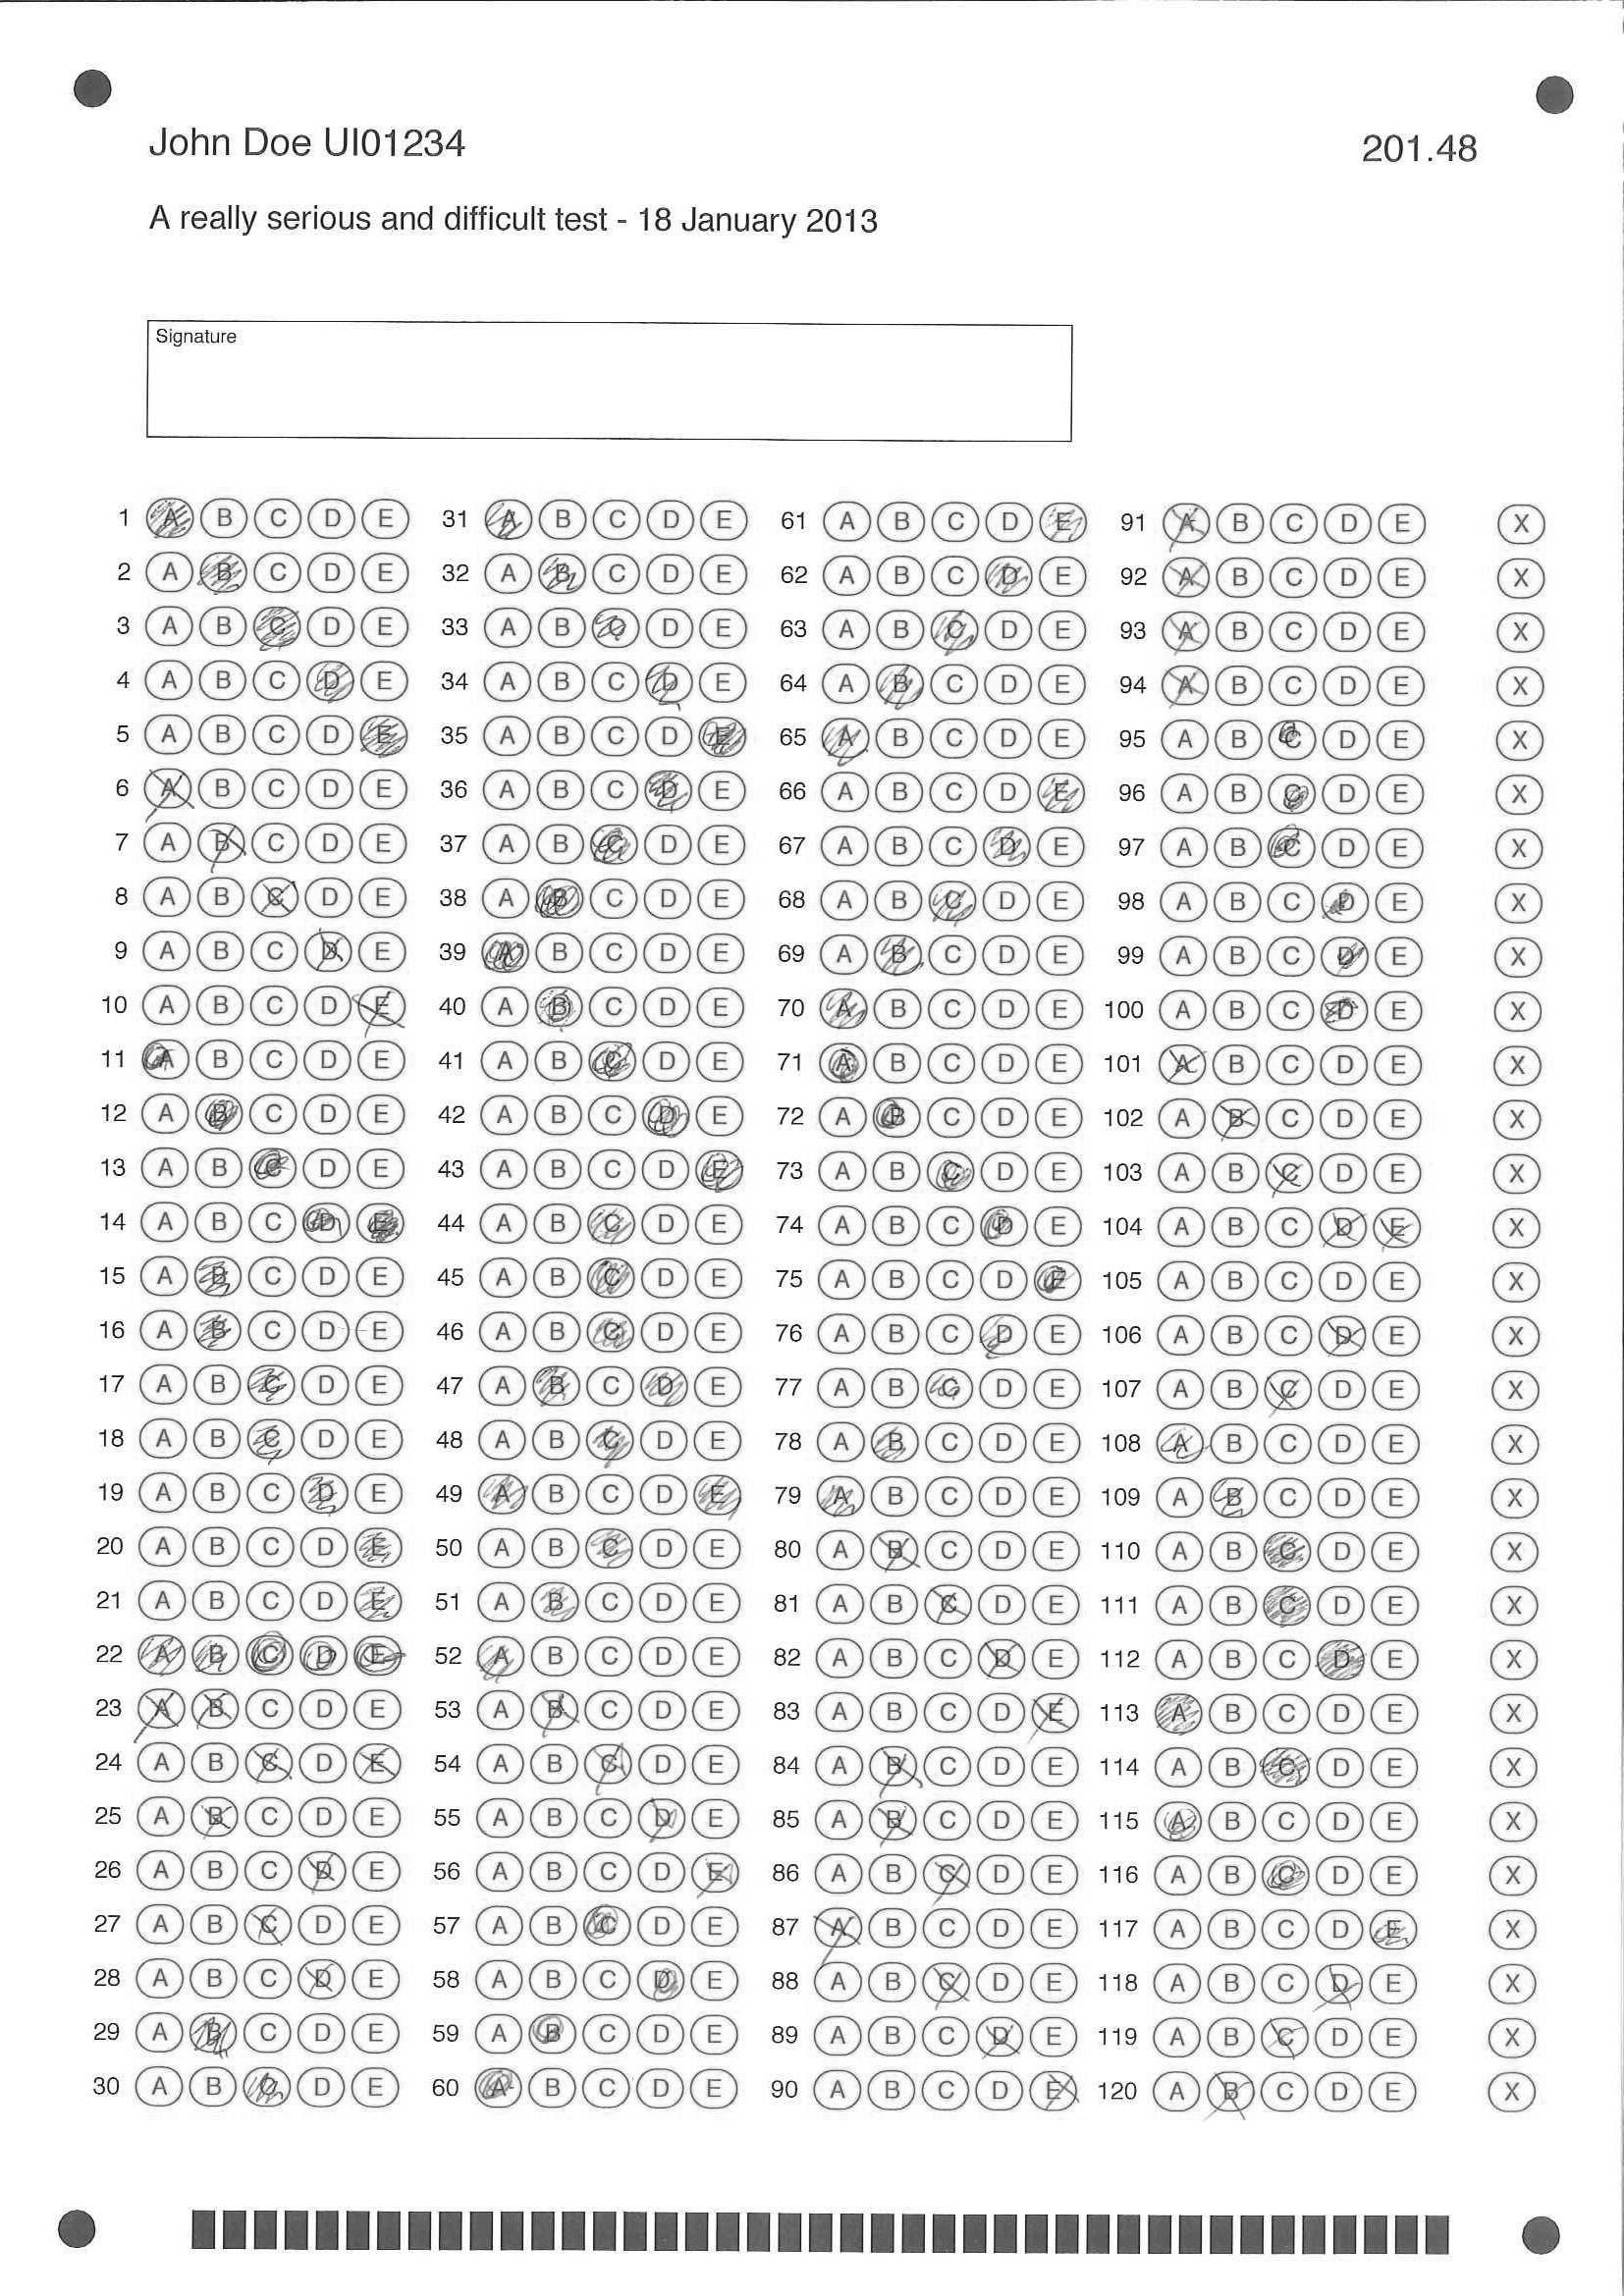 John Doe UI01234 201.48
A really serious and difficult test - 18 January 2013
Signature
1 A B C D E 31 A B C D E 61 A B C D E 91 A B C D E X
2 A B C D E 32 A B C D E 62 A B C D E 92 A B C D E X
3 A B C D E 33 A B C D E 63 A B C D E 93 A B C D E X
4 A B C D E 34 A B C D E 64 A B C D E 94 A B C D E X
5 A B C D E 35 A B C D E 65 A B C D E 95 A B C D E X
6 A B C D E 36 A B C D E 66 A B C D E 96 A B C D E X
7 A B C D E 37 A B C D E 67 A B C D E 97 A B C D E X
8 A B C D E 38 A B C D E 68 A B C D E 98 A B C D E X
9 A B C D E 39 A B C D E 69 A B C D E 99 A B C D E X
10 A B C D E 40 A B C D E 70 A B C D E 100 A B C D E X
11 A B C D E 41 A B C D E 71 A B C D E 101 A B C D E X
12 A B C D E 42 A B C D E 72 A B C D E 102 A B C D E X
13 A B C D E 43 A B C D E 73 A B C D E 103 A B C D E X
14 A B C D E 44 A B C D E 74 A B C D E 104 A B C D E X
15 A B C D E 45 A B C D E 75 A B C D E 105 A B C D E X
16 A B C D E 46 A B C D E 76 A B C D E 106 A B C D E X
17 A B C D E 47 A B C D E 77 A B C D E 107 A B C D E X
18 A B C D E 48 A B C D E 78 A B C D E 108 A B C D E X
19 A B C D E 49 A B C D E 79 A B C D E 109 A B C D E X
20 A B C D E 50 A B C D E 80 A B C D E 110 A B C D E X
21 A B C D E 51 A B C D E 81 A B C D E 111 A B C D E X
22 A B C D E 52 A B C D E 82 A B C D E 112 A B C D E X
23 A B C D E 53 A B C D E 83 A B C D E 113 A B C D E X
24 A B C D E 54 A B C D E 84 A B C D E 114 A B C D E X
25 A B C D E 55 A B C D E 85 A B C D E 115 A B C D E X
26 A B C D E 56 A B C D E 86 A B C D E 116 A B C D E X
27 A B C D E 57 A B C D E 87 A B C D E 117 A B C D E X
28 A B C D E 58 A B C D E 88 A B C D E 118 A B C D E X
29 A B C D E 59 A B C D E 89 A B C D E 119 A B C D E X
30 A B C D E 60 A B C D E 90 A B C D E 120 A B C D E X